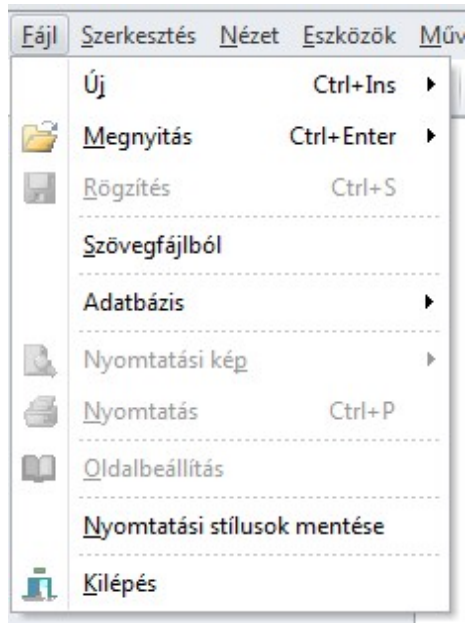 Fájl Szerkesztés Nézet Eszközök Műv
Új Ctrl+Ins
Megnyitás Ctrl+Enter
Rögzítés Ctrl+S
Szövegfájlból
Adatbázis
Nyomtatási kép
Nyomtatás Ctrl+P
Oldalbeállítás
Nyomtatási stílusok mentése
Kilépés